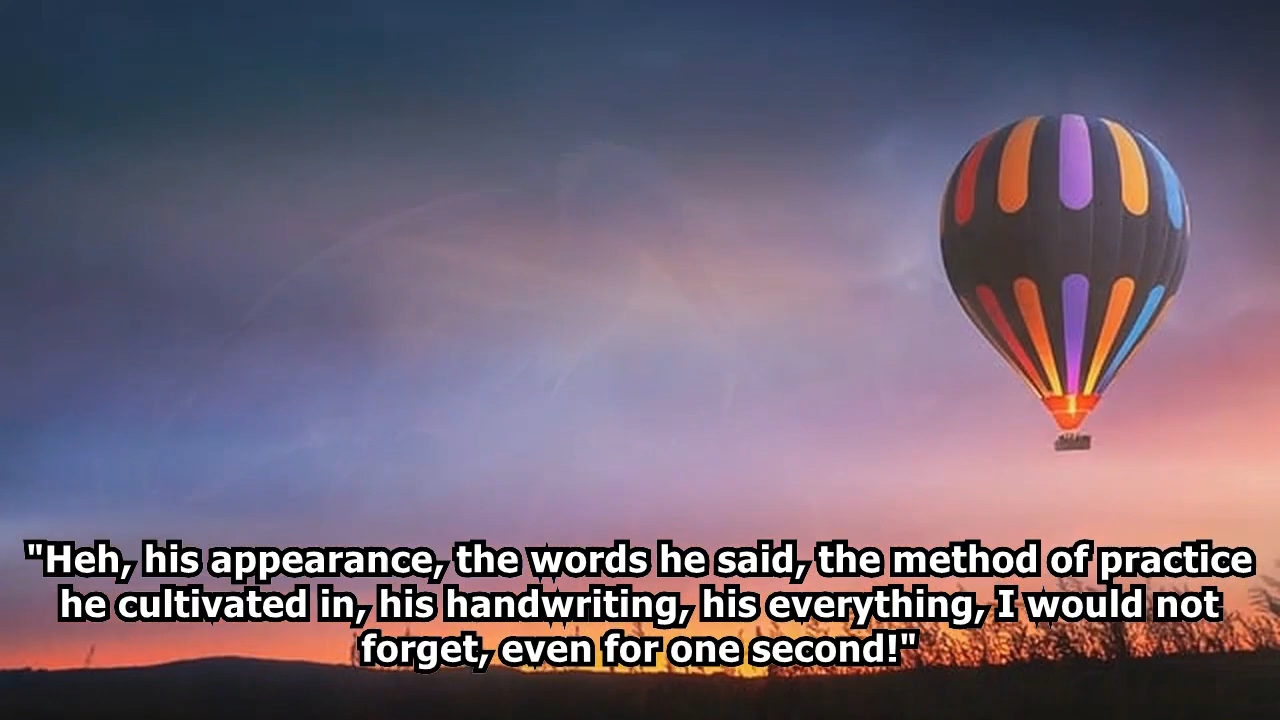 "Heh, his appearance, the words he said, the method of practice
he cultivated in, his handwriting, his everything, I would not
forget, even for one second!"